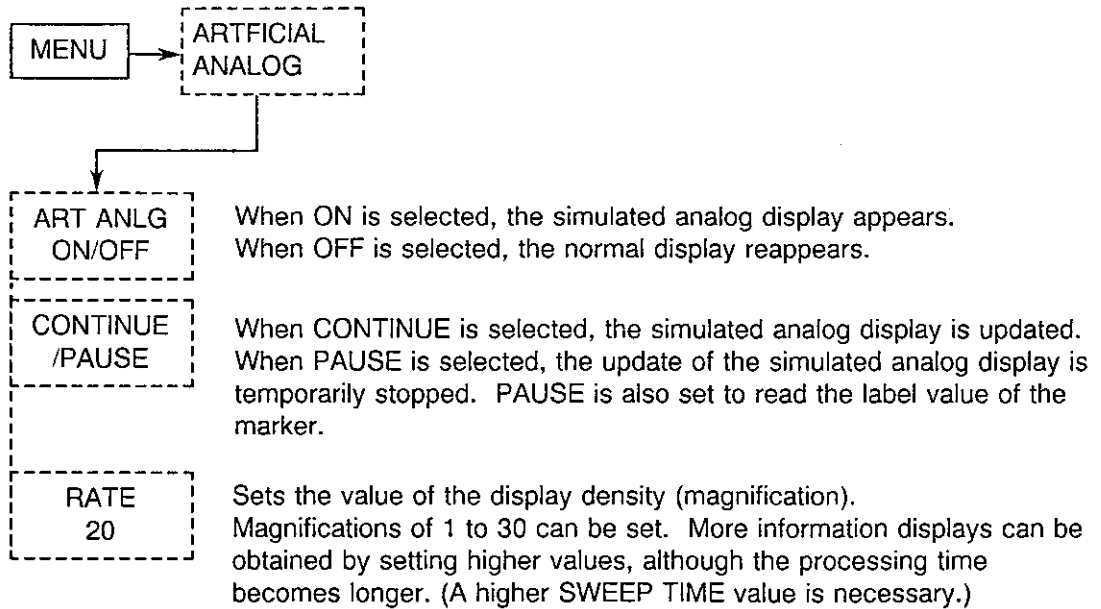 MENU
ARTFICIAL
ANALOG
ART ANLG
ON/OFF
When ON is selected, the simulated analog display appears.
When OFF is selected, the normal display reappears.
CONTINUE
/PAUSE
When CONTINUE is selected, the simulated analog display is updated.
When PAUSE is selected, the update of the simulated analog display is
temporarily stopped. PAUSE is also set to read the label value of the
marker.
RATE
20
Sets the value of the display density (magnification).
Magnifications of 1 to 30 can be set. More information displays can be
obtained by setting higher values, although the processing time
becomes longer. (A higher SWEEP TIME value is necessary.)